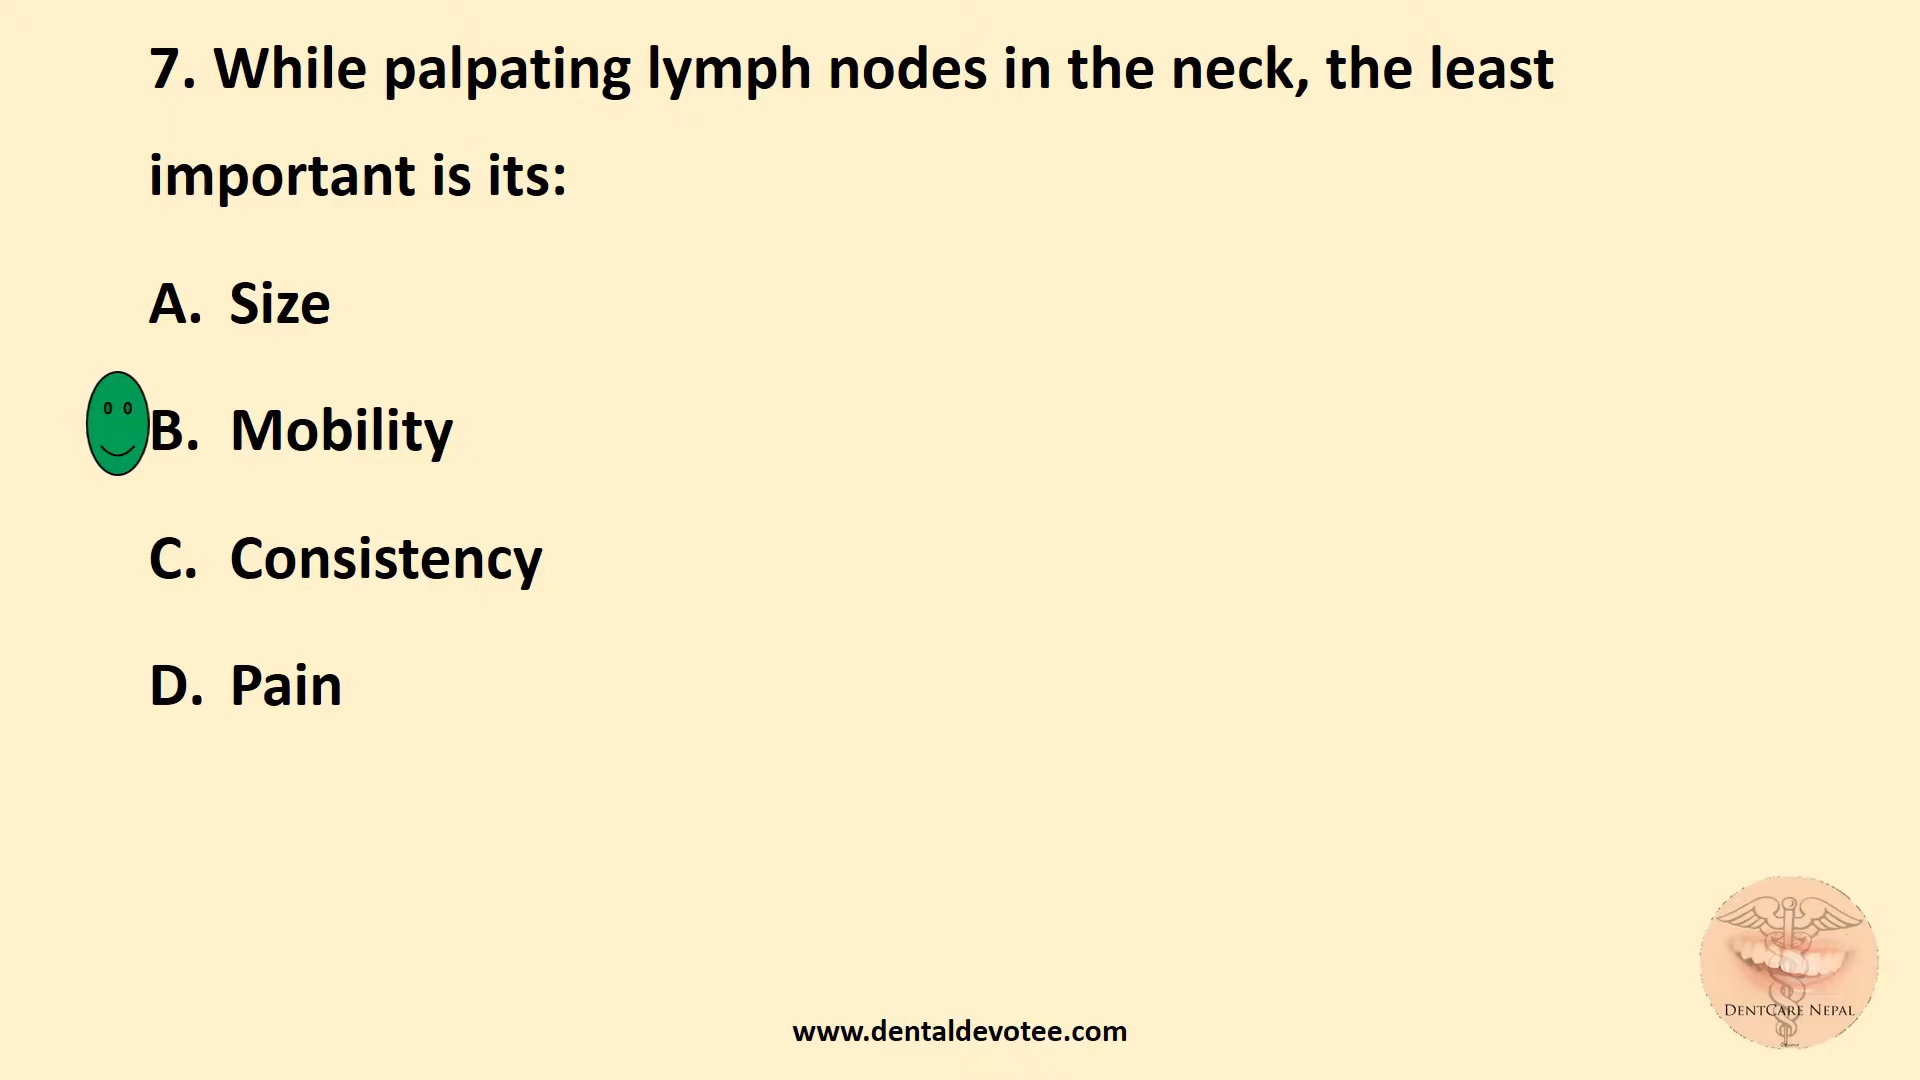 7. While palpating lymph nodes in the neck, the least
important is its:
A. Size
B. Mobility
C. Consistency
D. Pain
DENTCARE NEPAL
www.dentaldevotee.com